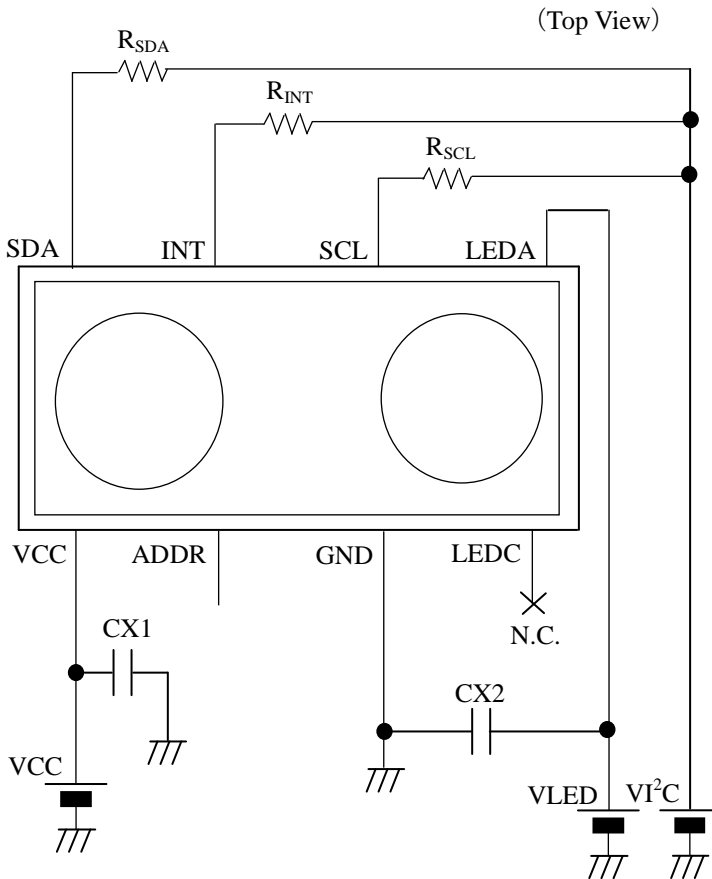 (Top View)
RSDA
RINT
RSCL
SDA INT SCL LEDA
VCC ADDR GND LEDC
N.C.
CX1
CX2
VCC
VLED VI²C